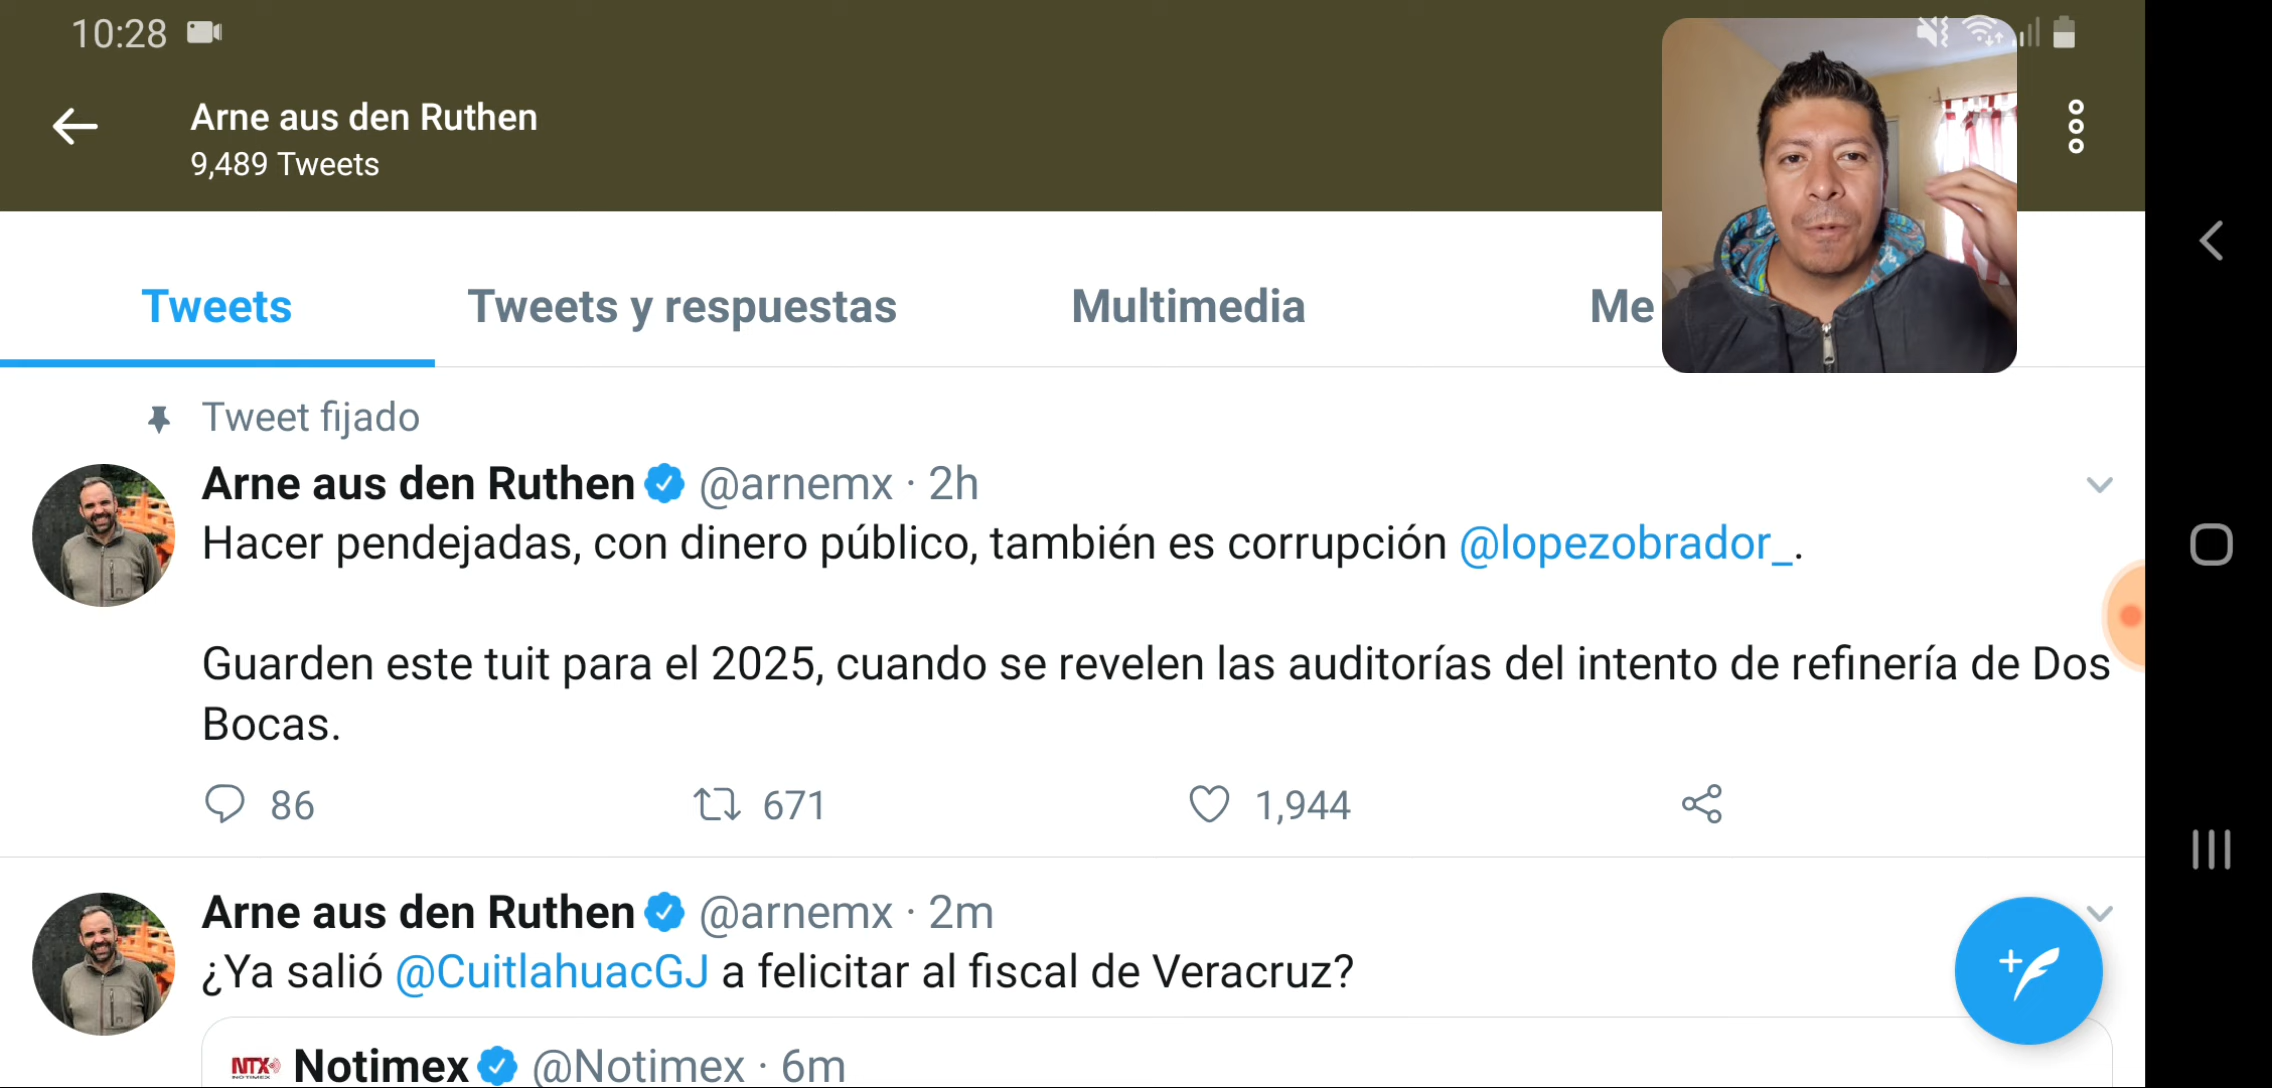 10:28
Arne aus den Ruthen
9,489 Tweets
Tweets
Tweets y respuestas
Multimedia
Me
Tweet fijado
Arne aus den Ruthen @arnemx · 2h
Hacer pendejadas, con dinero público, también es corrupción @lopezobrador_.
Guarden este tuit para el 2025, cuando se revelen las auditorías del intento de refinería de Dos
Bocas.
86
671
1,944
Arne aus den Ruthen @arnemx · 2m
¿Ya salió @CuitlahuacGJ a felicitar al fiscal de Veracruz?
NTX
NOTIMEX
Notimex @Notimex · 6m